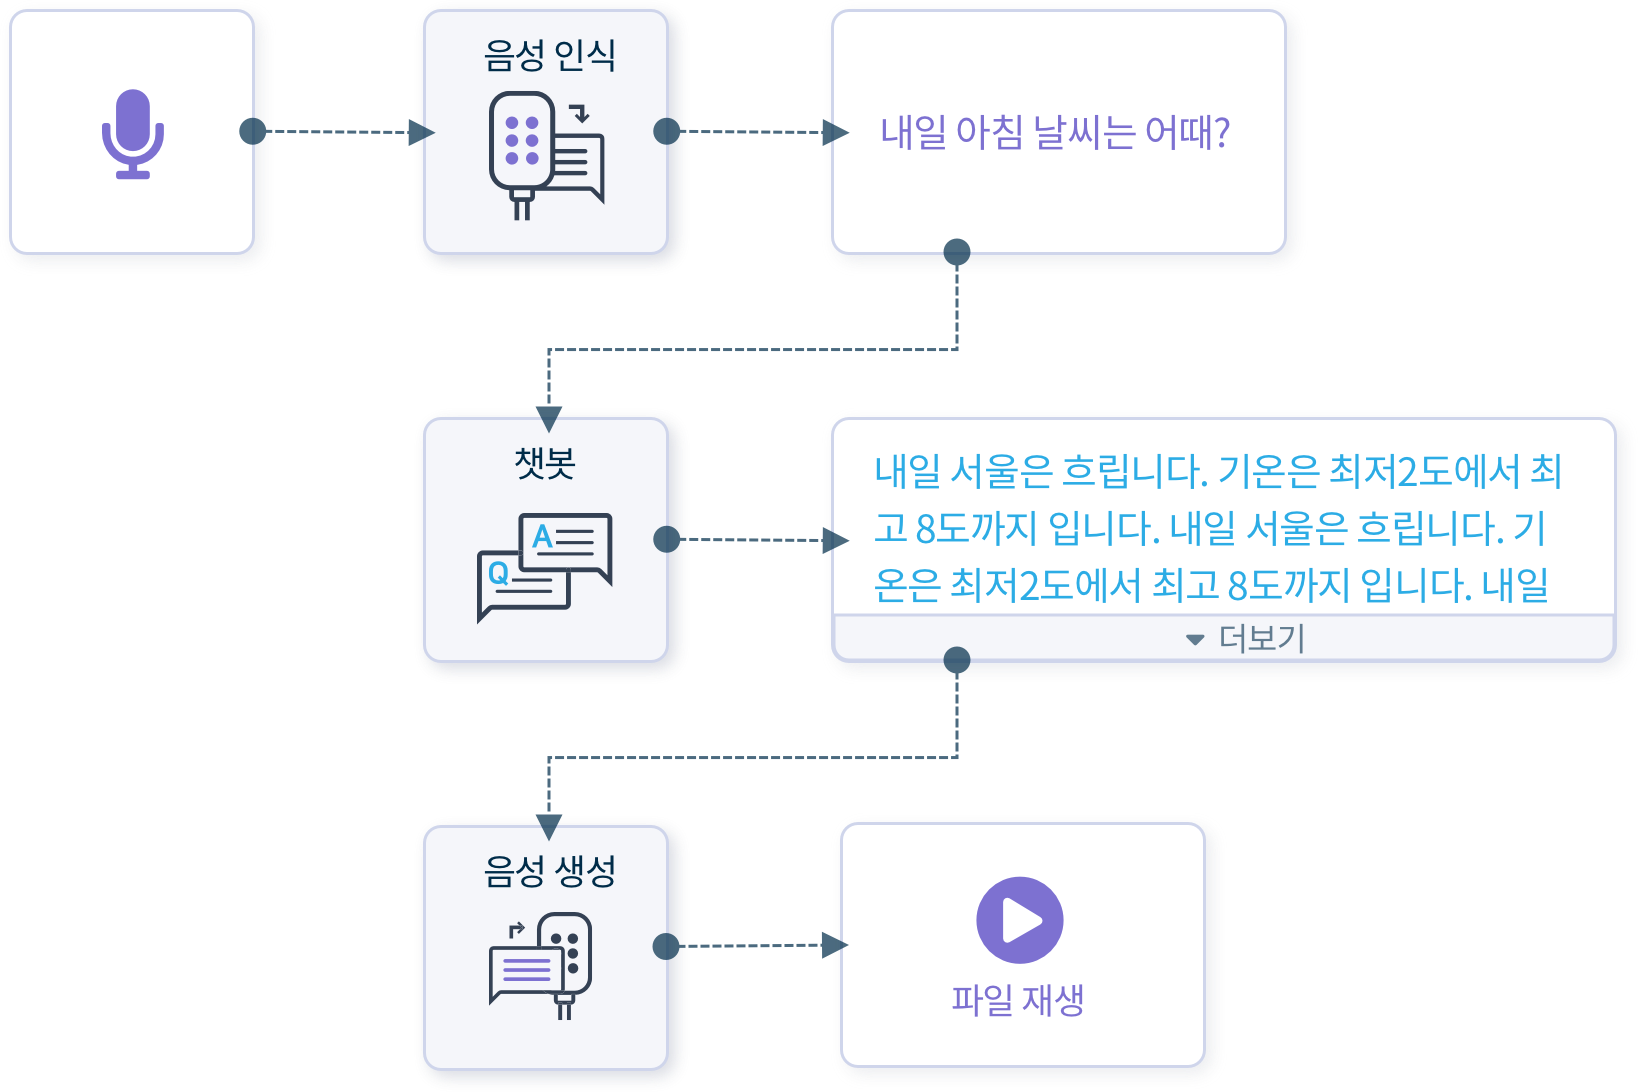 음성 인식
내일 아침 날씨는 어때?
챗봇
A
Q
내일 서울은 흐립니다. 기온은 최저2도에서 최
고 8도까지 입니다. 내일 서울은 흐립니다. 기
온은 최저2도에서 최고 8도까지 입니다. 내일
더보기
음성 생성
파일 재생